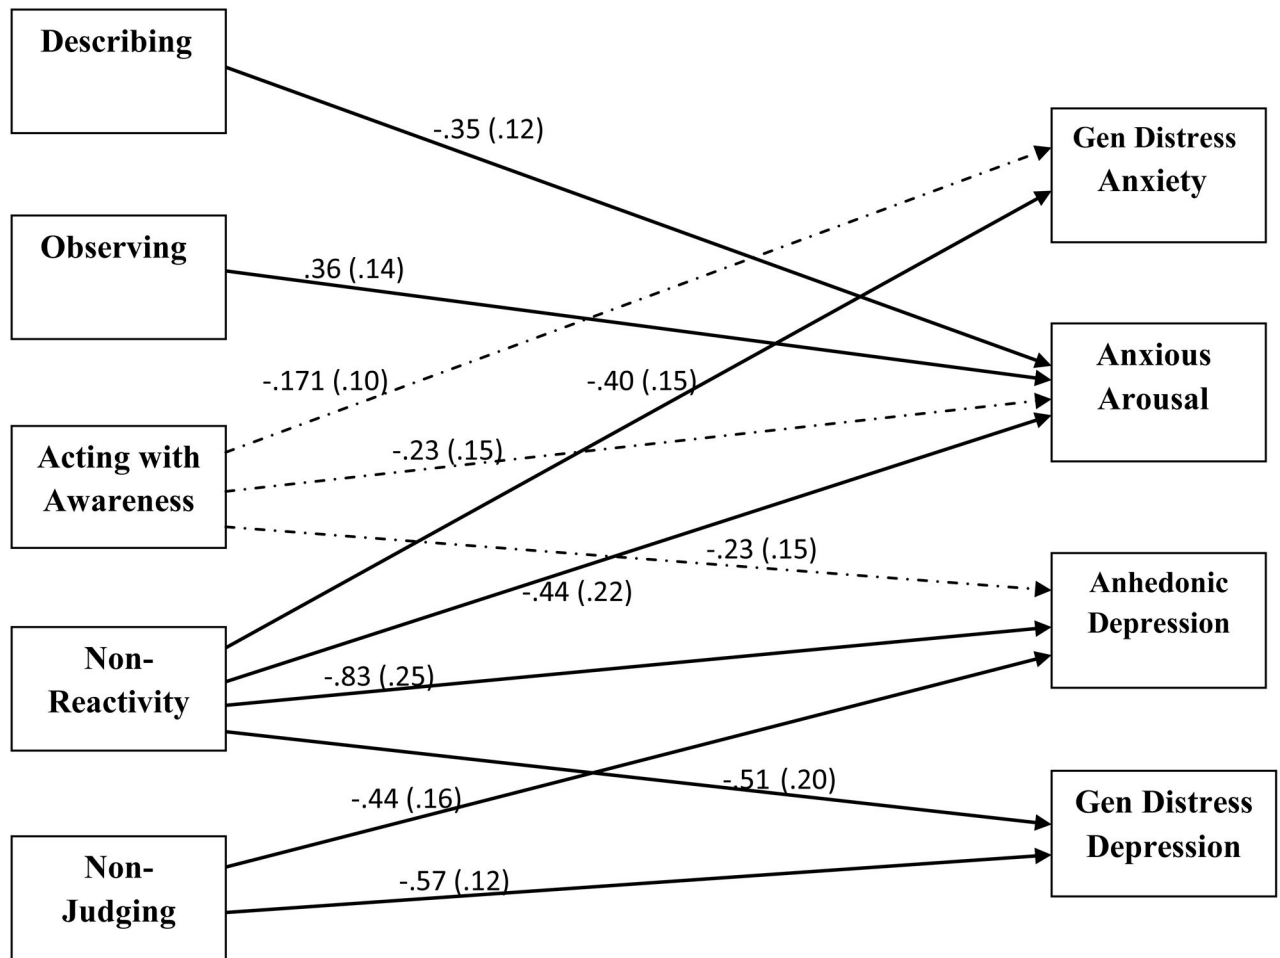 Describing
-.35 (.12)
Gen Distress
Anxiety
Observing
.36 (.14)
Anxious
Arousal
-.171 (.10)
-.40 (.15)
Acting with
Awareness
-.23 (.15)
-.23 (.15)
Anhedonic
Depression
-.44 (.22)
Non-
Reactivity
-.83 (.25)
-.51 (.20)
Gen Distress
Depression
-.44 (.16)
Non-
Judging
-.57 (.12)